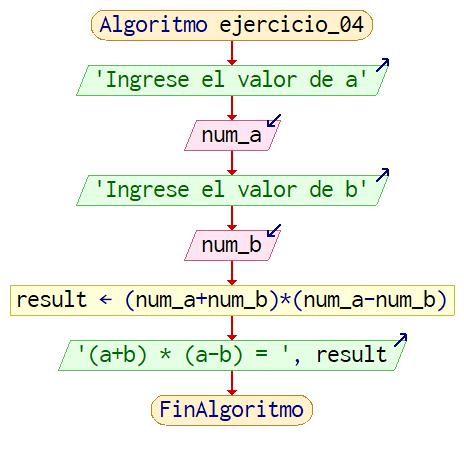 Algoritmo ejercicio_04
'Ingrese el valor de a'
num_a
'Ingrese el valor de b'
num_b
result ← (num_a+num_b)*(num_a-num_b)
'(a+b) * (a-b) = ', result
FinAlgoritmo